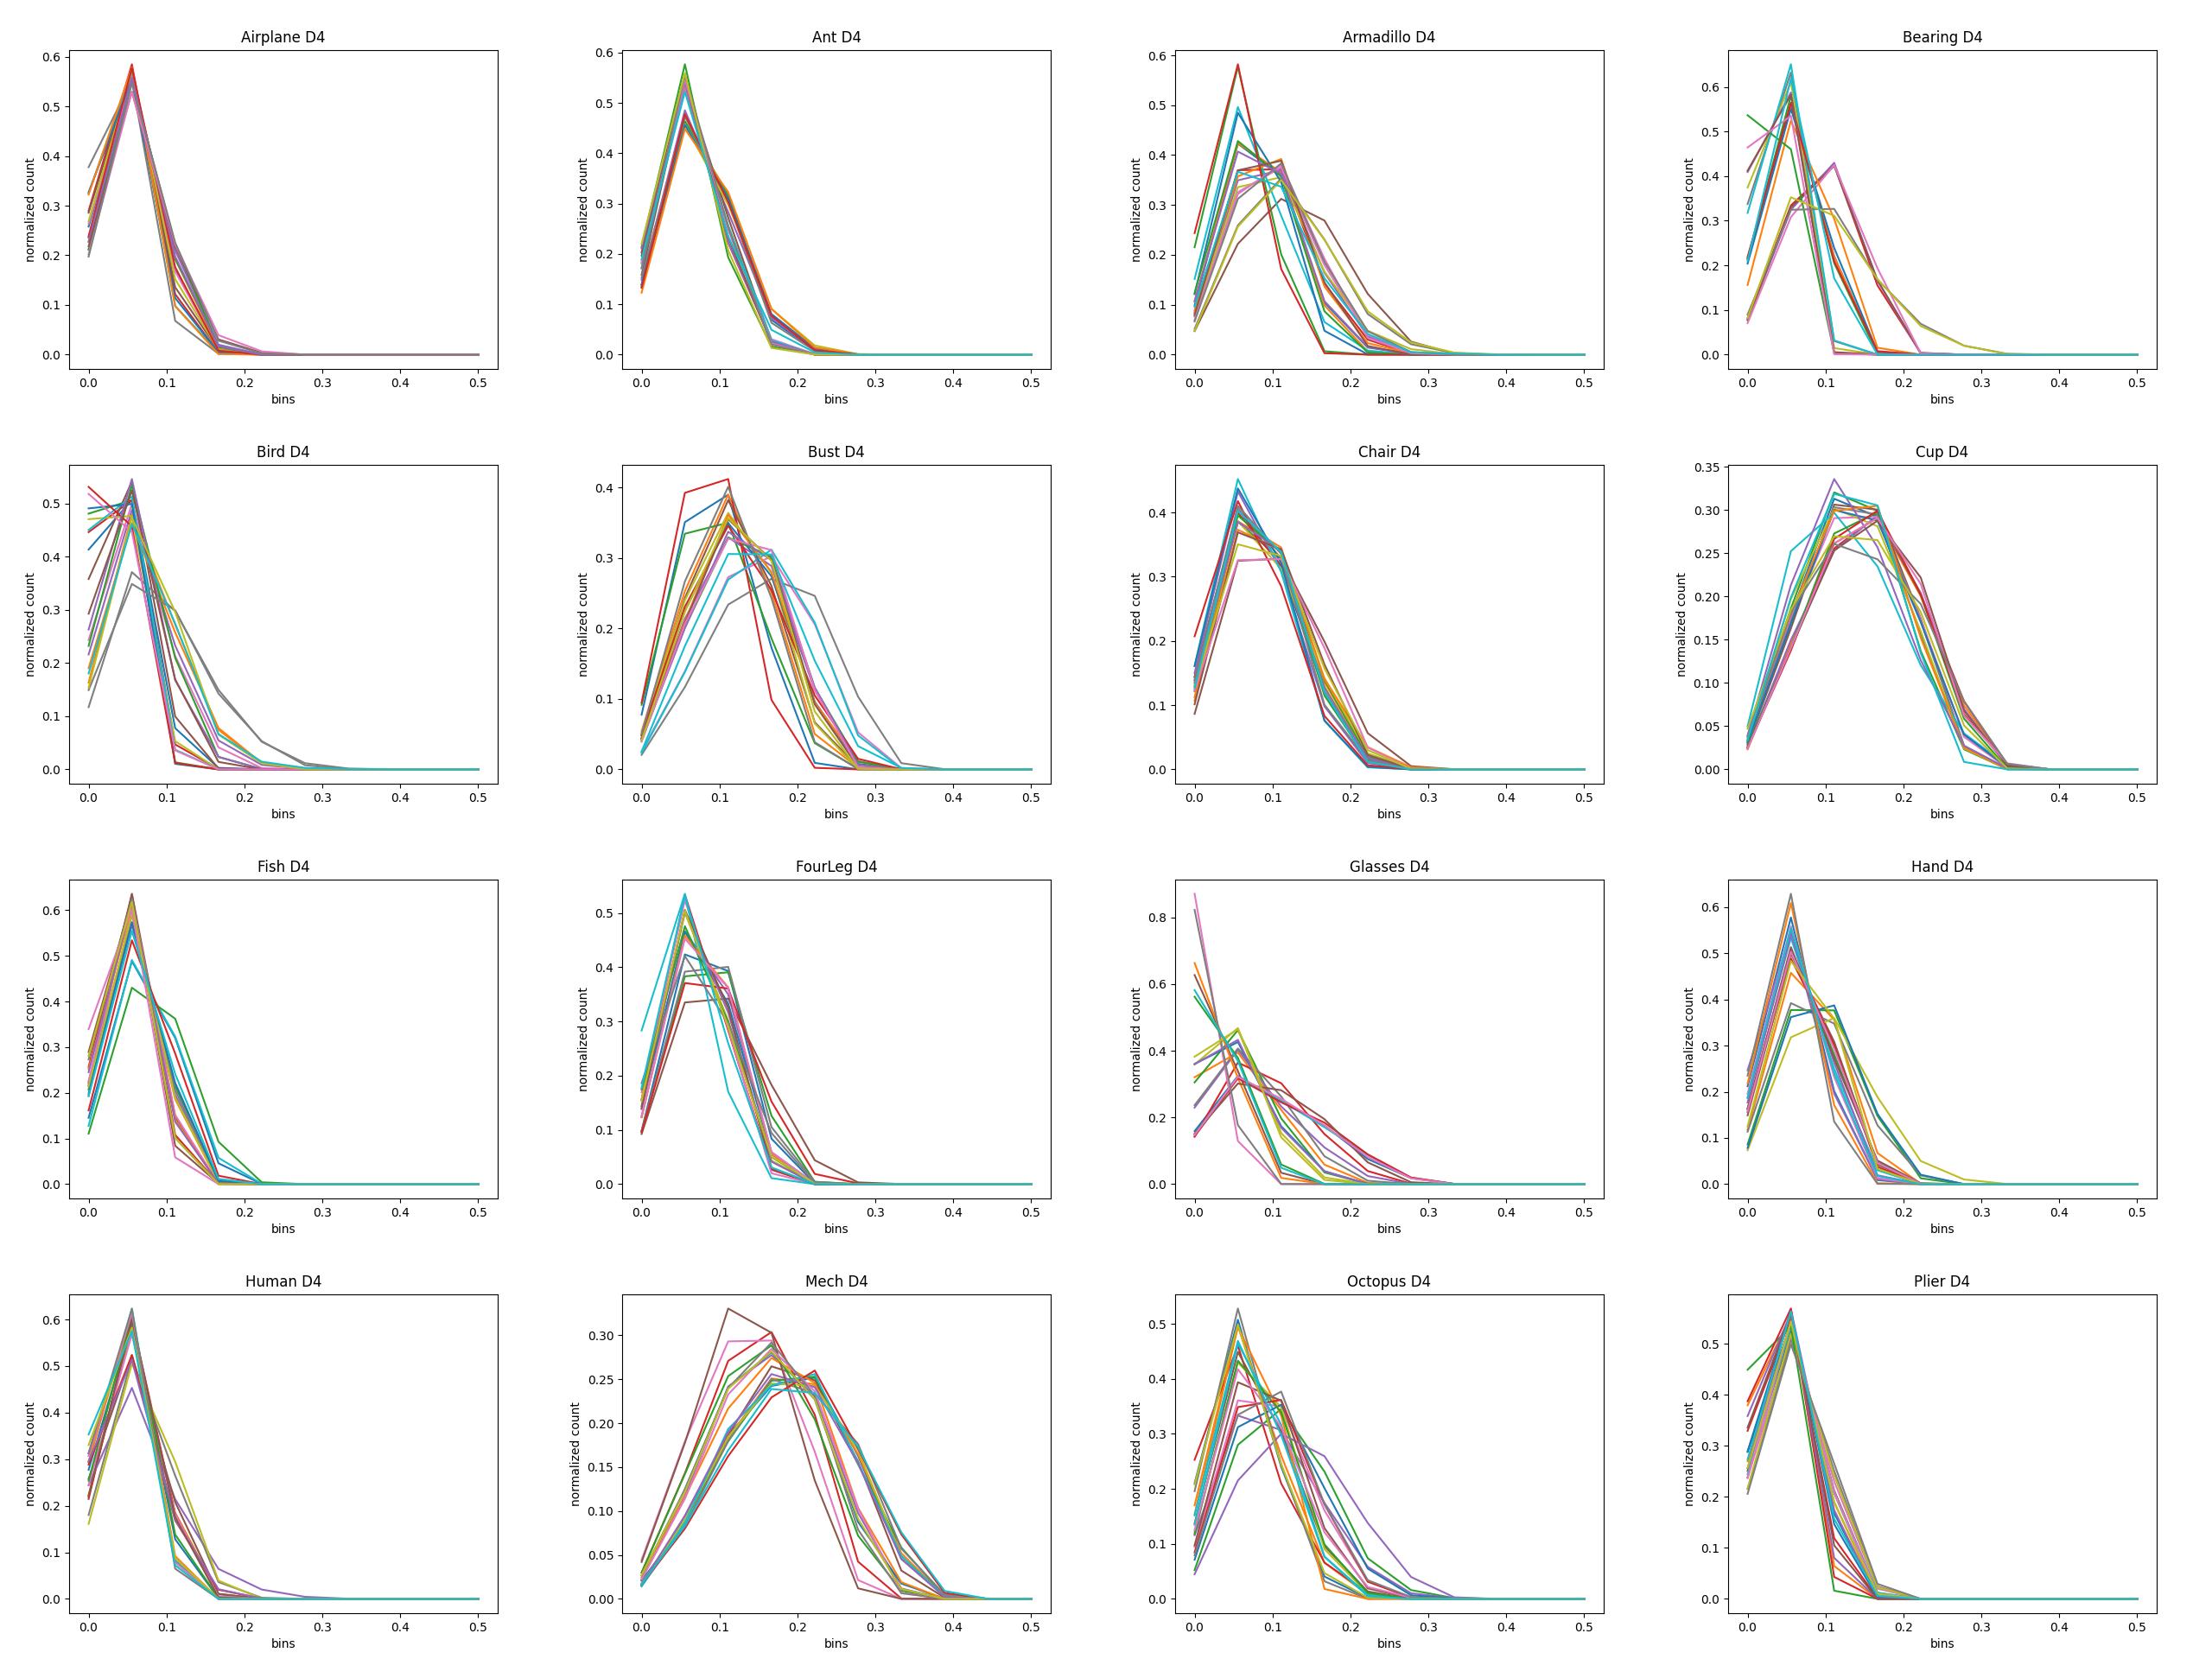 Airplane D4
Ant D4
Armadillo D4
Bearing D4
normalized count
0.6
0.5
0.4
0.3
0.2
0.1
0.0
0.0 0.1 0.2 0.3 0.4 0.5
bins
normalized count
0.6
0.5
0.4
0.3
0.2
0.1
0.0
0.0 0.1 0.2 0.3 0.4 0.5
bins
normalized count
0.6
0.5
0.4
0.3
0.2
0.1
0.0
0.0 0.1 0.2 0.3 0.4 0.5
bins
normalized count
0.6
0.5
0.4
0.3
0.2
0.1
0.0
0.0 0.1 0.2 0.3 0.4 0.5
bins
Bird D4
Bust D4
Chair D4
Cup D4
normalized count
0.5
0.4
0.3
0.2
0.1
0.0
0.0 0.1 0.2 0.3 0.4 0.5
bins
normalized count
0.4
0.3
0.2
0.1
0.0
0.0 0.1 0.2 0.3 0.4 0.5
bins
normalized count
0.4
0.3
0.2
0.1
0.0
0.0 0.1 0.2 0.3 0.4 0.5
bins
normalized count
0.35
0.30
0.25
0.20
0.15
0.10
0.05
0.00
0.0 0.1 0.2 0.3 0.4 0.5
bins
Fish D4
FourLeg D4
Glasses D4
Hand D4
normalized count
0.6
0.5
0.4
0.3
0.2
0.1
0.0
0.0 0.1 0.2 0.3 0.4 0.5
bins
normalized count
0.5
0.4
0.3
0.2
0.1
0.0
0.0 0.1 0.2 0.3 0.4 0.5
bins
normalized count
0.8
0.6
0.4
0.2
0.0
0.0 0.1 0.2 0.3 0.4 0.5
bins
normalized count
0.6
0.5
0.4
0.3
0.2
0.1
0.0
0.0 0.1 0.2 0.3 0.4 0.5
bins
Human D4
Mech D4
Octopus D4
Plier D4
normalized count
0.6
0.5
0.4
0.3
0.2
0.1
0.0
0.0 0.1 0.2 0.3 0.4 0.5
bins
normalized count
0.30
0.25
0.20
0.15
0.10
0.05
0.00
0.0 0.1 0.2 0.3 0.4 0.5
bins
normalized count
0.5
0.4
0.3
0.2
0.1
0.0
0.0 0.1 0.2 0.3 0.4 0.5
bins
normalized count
0.5
0.4
0.3
0.2
0.1
0.0
0.0 0.1 0.2 0.3 0.4 0.5
bins